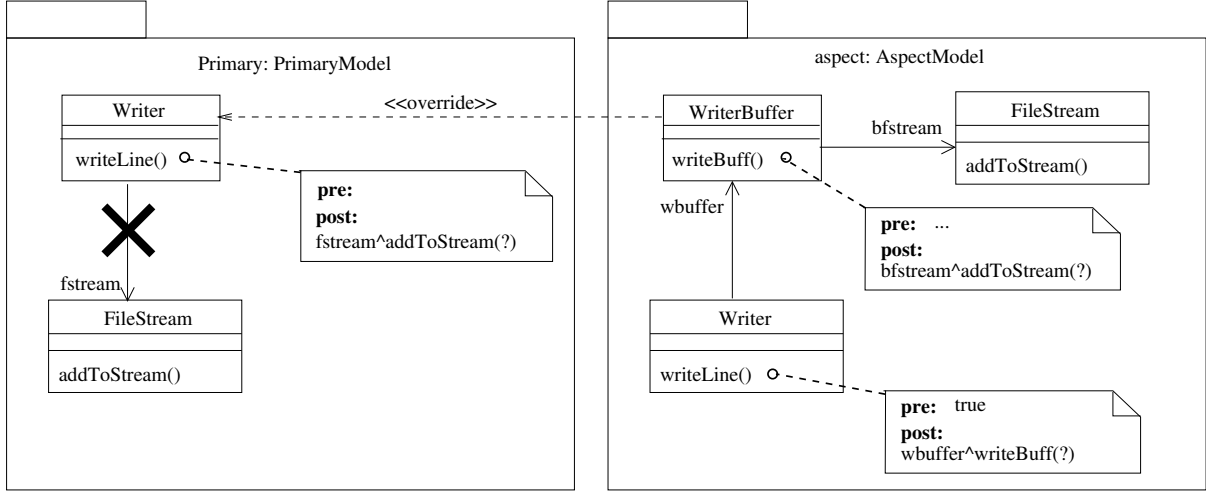 Primary: PrimaryModel
Writer
writeLine()
pre:
post:
fstream^addToStream(?)
fstream
FileStream
addToStream()
<<override>>
aspect: AspectModel
WriterBuffer
writeBuff()
bfstream
FileStream
addToStream()
pre: ...
post:
bfstream^addToStream(?)
wbuffer
Writer
writeLine()
pre: true
post:
wbuffer^writeBuff(?)